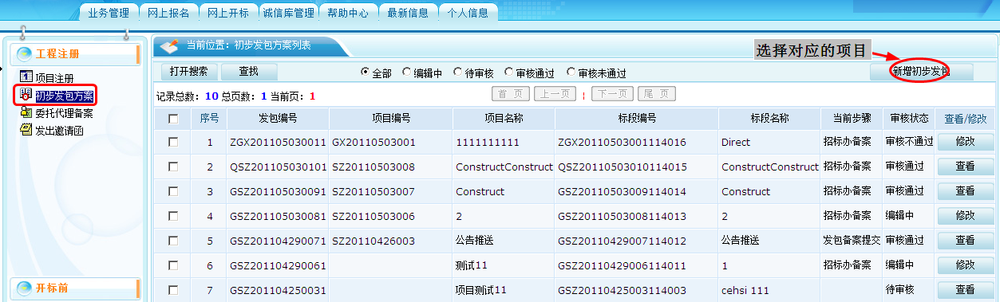 业务管理 网上报名 网上开标 诚信库管理 帮助中心 最新信息 个人信息
工程注册
项目注册
初步发包方案
委托代理备案
发出邀请函
开标前
当前位置：初步发包方案列表
选择对应的项目
打开搜索 查找 全部 编辑中 待审核 审核通过 审核未通过 新增初步发包
记录总数：10 总页数：1 当前页：1 首 页 上一页 ¦ 下一页 尾 页
序号 发包编号 项目编号 项目名称 标段编号 标段名称 当前步骤 审核状态 查看/修改
1 ZGX201105030011 GX20110503001 1111111111 ZGX20110503001114016 Direct 招标办备案 审核不通过 修改
2 QSZ201105030101 SZ20110503008 ConstructConstruct QSZ20110503010114015 ConstructConstruct 招标办备案 审核通过 查看
3 GSZ201105030091 SZ20110503007 Construct GSZ20110503009114014 Construct 招标办备案 审核通过 查看
4 GSZ201105030081 SZ20110503006 2 GSZ20110503008114013 2 招标办备案 编辑中 修改
5 GSZ201104290071 SZ20110426003 公告推送 GSZ20110429007114012 公告推送 发包备案提交 审核通过 查看
6 GSZ201104290061 测试11 GSZ20110429006114011 1 招标办备案 编辑中 修改
7 GSZ201104250031 项目测试11 GSZ20110425003114003 cehsi 111 待审核 查看